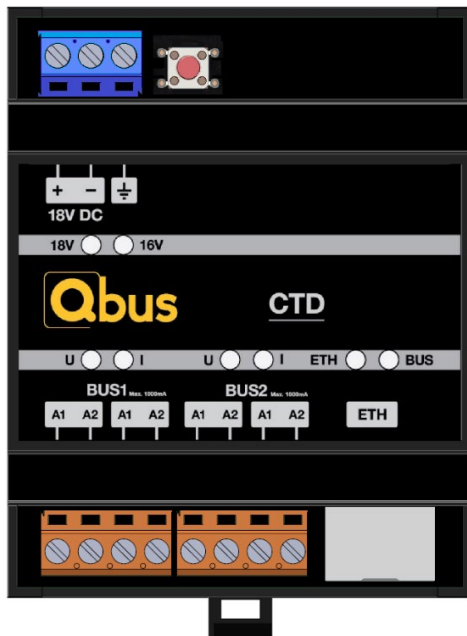 + −
18V DC
18V 16V
Qbus CTD
U I U I ETH BUS
BUS1 Max. 1000mA BUS2 Max. 1000mA
A1 A2 A1 A2 A1 A2 A1 A2 ETH